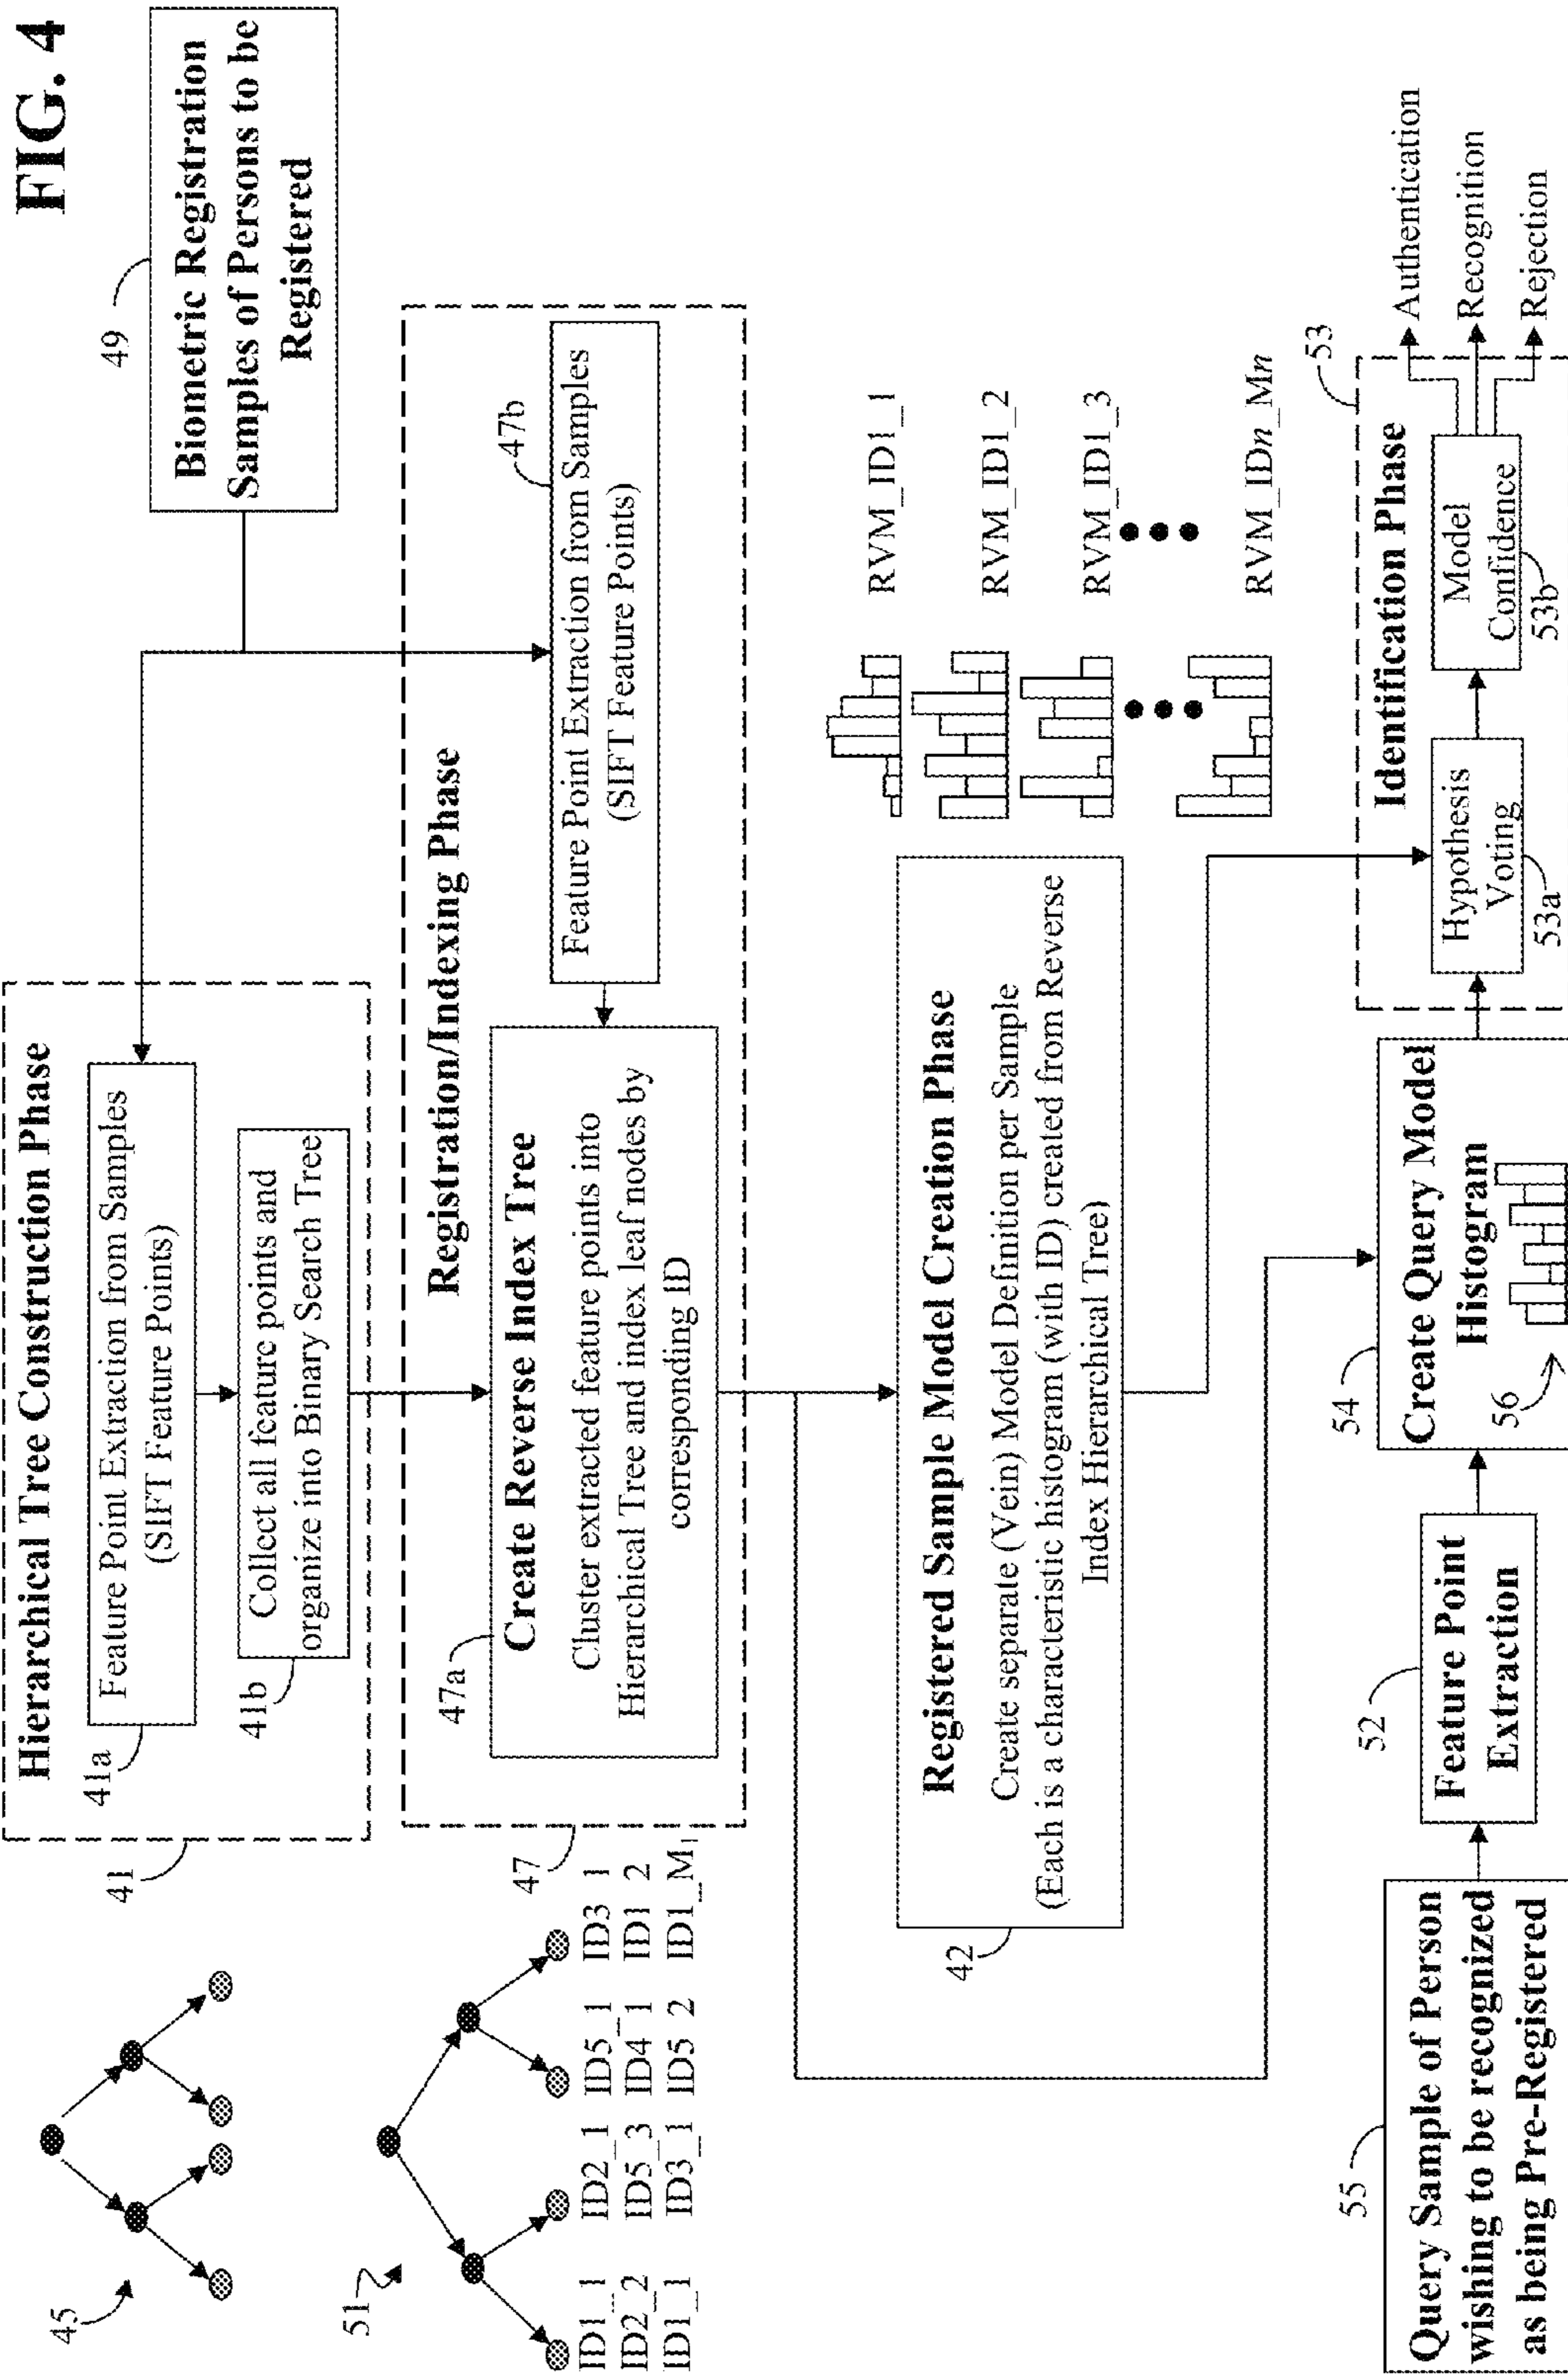 FIG. 4
45
41
Hierarchical Tree Construction Phase
41a
Feature Point Extraction from Samples
(SIFT Feature Points)
41b
Collect all feature points and
organize into Binary Search Tree
49
Biometric Registration
Samples of Persons to be
Registered
51
ID1_1 ID2_1 ID5_1 ID3_1
ID2_2 ID5_3 ID4_1 ID1_2
ID1_1 ID3_1 ID5_2 ID1_M1
47
Registration/Indexing Phase
47a
Create Reverse Index Tree
Cluster extracted feature points into
Hierarchical Tree and index leaf nodes by
corresponding ID
47b
Feature Point Extraction from Samples
(SIFT Feature Points)
42
Registered Sample Model Creation Phase
Create separate (Vein) Model Definition per Sample
(Each is a characteristic histogram (with ID) created from Reverse
Index Hierarchical Tree)
RVM_ID1_1
RVM_ID1_2
RVM_ID1_3
RVM_IDn_Mn
55
Query Sample of Person
wishing to be recognized
as being Pre-Registered
52
Feature Point
Extraction
54
Create Query Model
Histogram
56
53
Identification Phase
Hypothesis
Voting
53a
Model
Confidence
53b
Authentication
Recognition
Rejection